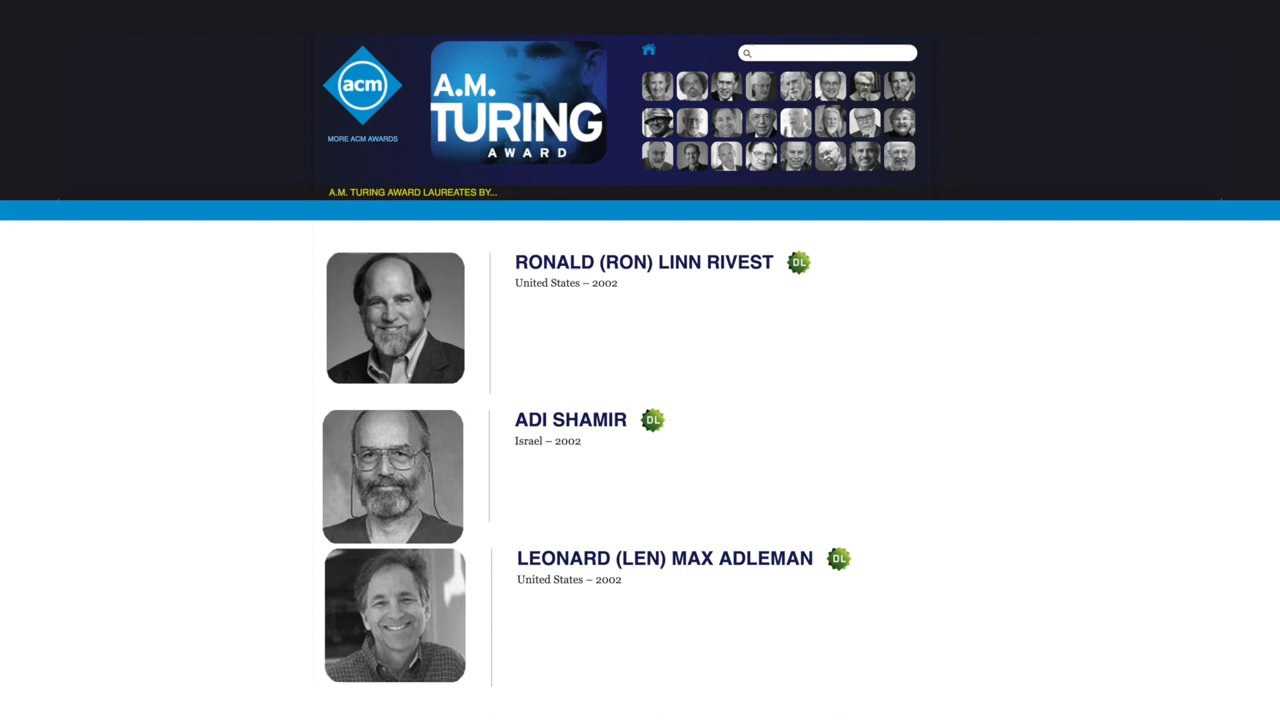 acm
MORE ACM AWARDS
A.M.
TURING
AWARD
A.M. TURING AWARD LAUREATES BY...
RONALD (RON) LINN RIVEST DL
United States – 2002
ADI SHAMIR DL
Israel – 2002
LEONARD (LEN) MAX ADLEMAN DL
United States – 2002